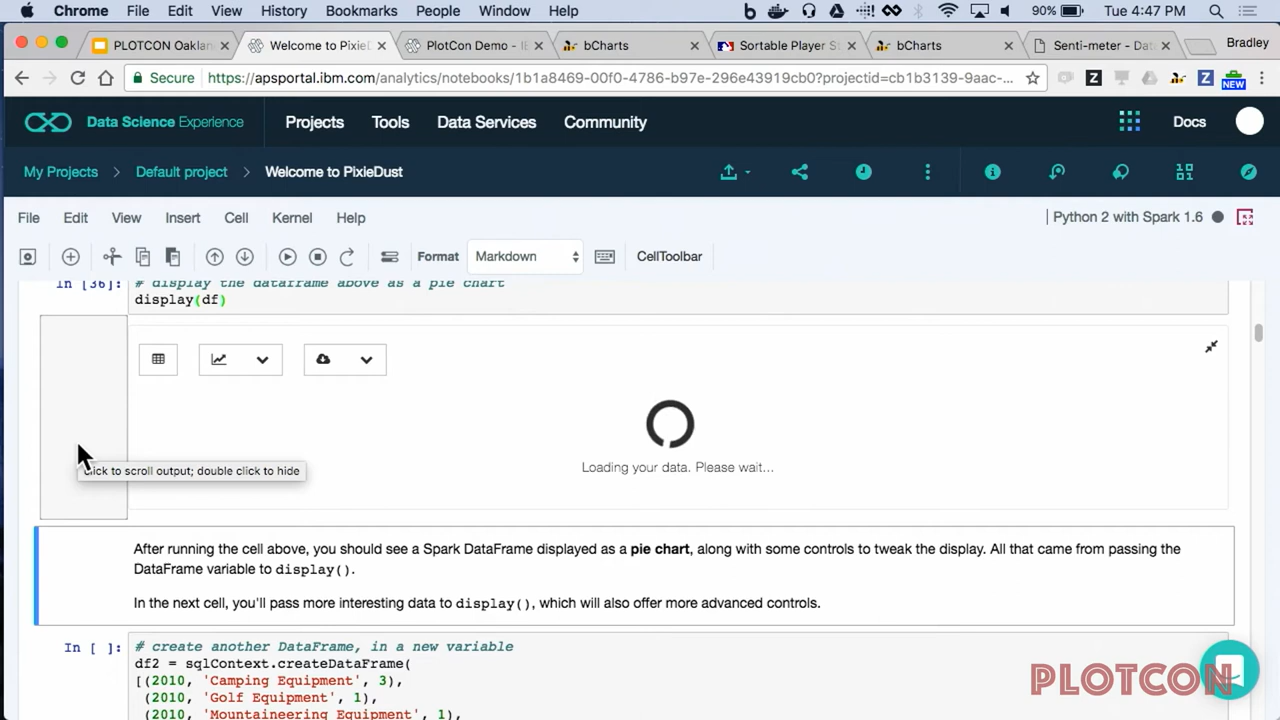 Chrome File Edit View History Bookmarks People Window Help 90% Tue 4:47 PM
PLOTCON Oaklan Welcome to PixieD PlotCon Demo - IE bCharts Sortable Player S bCharts Senti-meter - Dat Bradley
Secure https://apsportal.ibm.com/analytics/notebooks/1b1a8469-00f0-4786-b97e-296e43919cb0?projectid=cb1b3139-9aac-... Z Z NEW
Data Science Experience Projects Tools Data Services Community Docs
My Projects > Default project > Welcome to PixieDust
File Edit View Insert Cell Kernel Help Python 2 with Spark 1.6
Format Markdown CellToolbar
In [36]: # display the dataframe above as a pie chart
display(df)
Loading your data. Please wait...
click to scroll output; double click to hide
After running the cell above, you should see a Spark DataFrame displayed as a pie chart, along with some controls to tweak the display. All that came from passing the
DataFrame variable to display().
In the next cell, you'll pass more interesting data to display(), which will also offer more advanced controls.
In [ ]: # create another DataFrame, in a new variable
df2 = sqlContext.createDataFrame(
[(2010, 'Camping Equipment', 3),
(2010, 'Golf Equipment', 1),
(2010, 'Mountaineering Equipment', 1),
PLOTCON